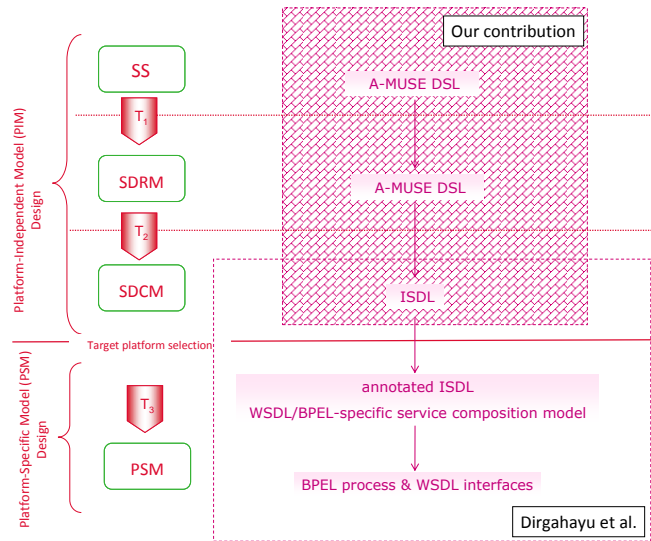 Our contribution
SS
A-MUSE DSL
T1
Platform-Independent Model (PIM)
Design
SDRM
A-MUSE DSL
T2
SDCM
ISDL
Target platform selection
Platform-Specific Model (PSM)
Design
annotated ISDL
T3
WSDL/BPEL-specific service composition model
PSM
BPEL process & WSDL interfaces
Dirgahayu et al.